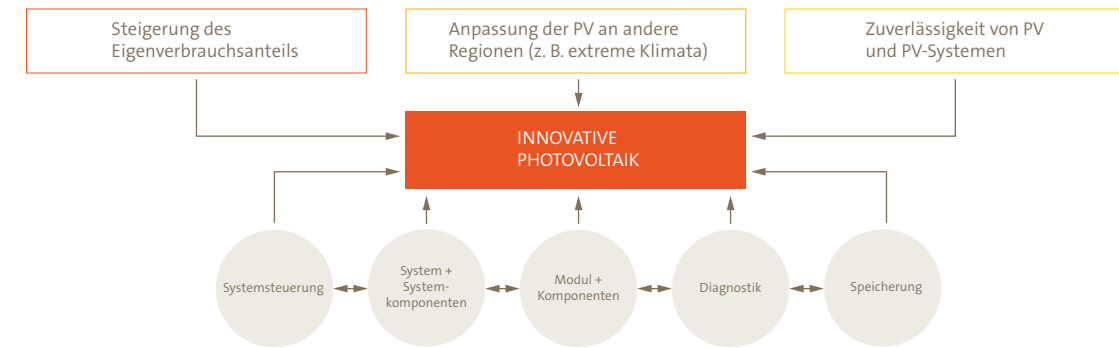 Steigerung des
Eigenverbrauchsanteils
Anpassung der PV an andere
Regionen (z. B. extreme Klimata)
Zuverlässigkeit von PV
und PV-Systemen
INNOVATIVE
PHOTOVOLTAIK
Systemsteuerung
System +
System-
komponenten
Modul +
Komponenten
Diagnostik
Speicherung